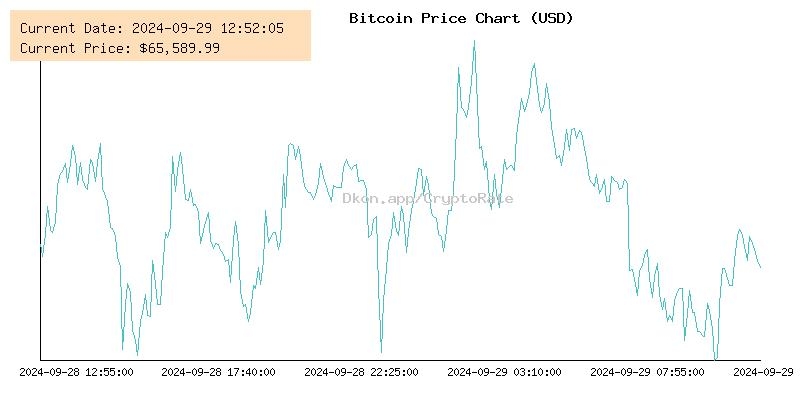 Bitcoin Price Chart (USD)
Current Date: 2024-09-29 12:52:05
Current Price: $65,589.99
Dkon.app/CryptoRate
2024-09-28 12:55:00 2024-09-28 17:40:00 2024-09-28 22:25:00 2024-09-29 03:10:00 2024-09-29 07:55:00 2024-09-29